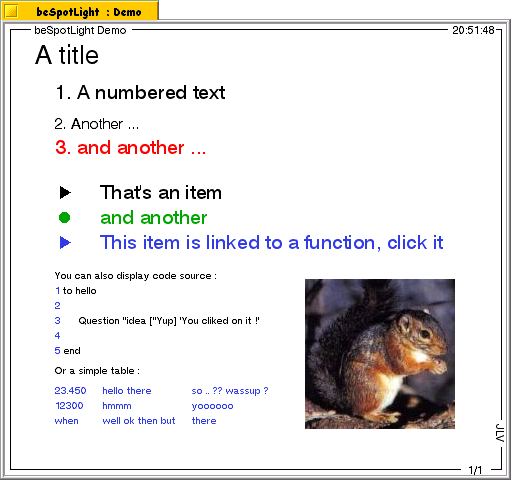 beSpotLight : Demo
beSpotLight Demo
20:51:48
A title
1. A numbered text
2. Another ...
3. and another ...
That's an item
and another
This item is linked to a function, click it
You can also display code source :
1 to hello
2
3 Question "idea ["Yup] 'You cliked on it !'
4
5 end
Or a simple table :
23.450 hello there so .. ?? wassup ?
12300 hmmm yoooooo
when well ok then but there
JLV
1/1